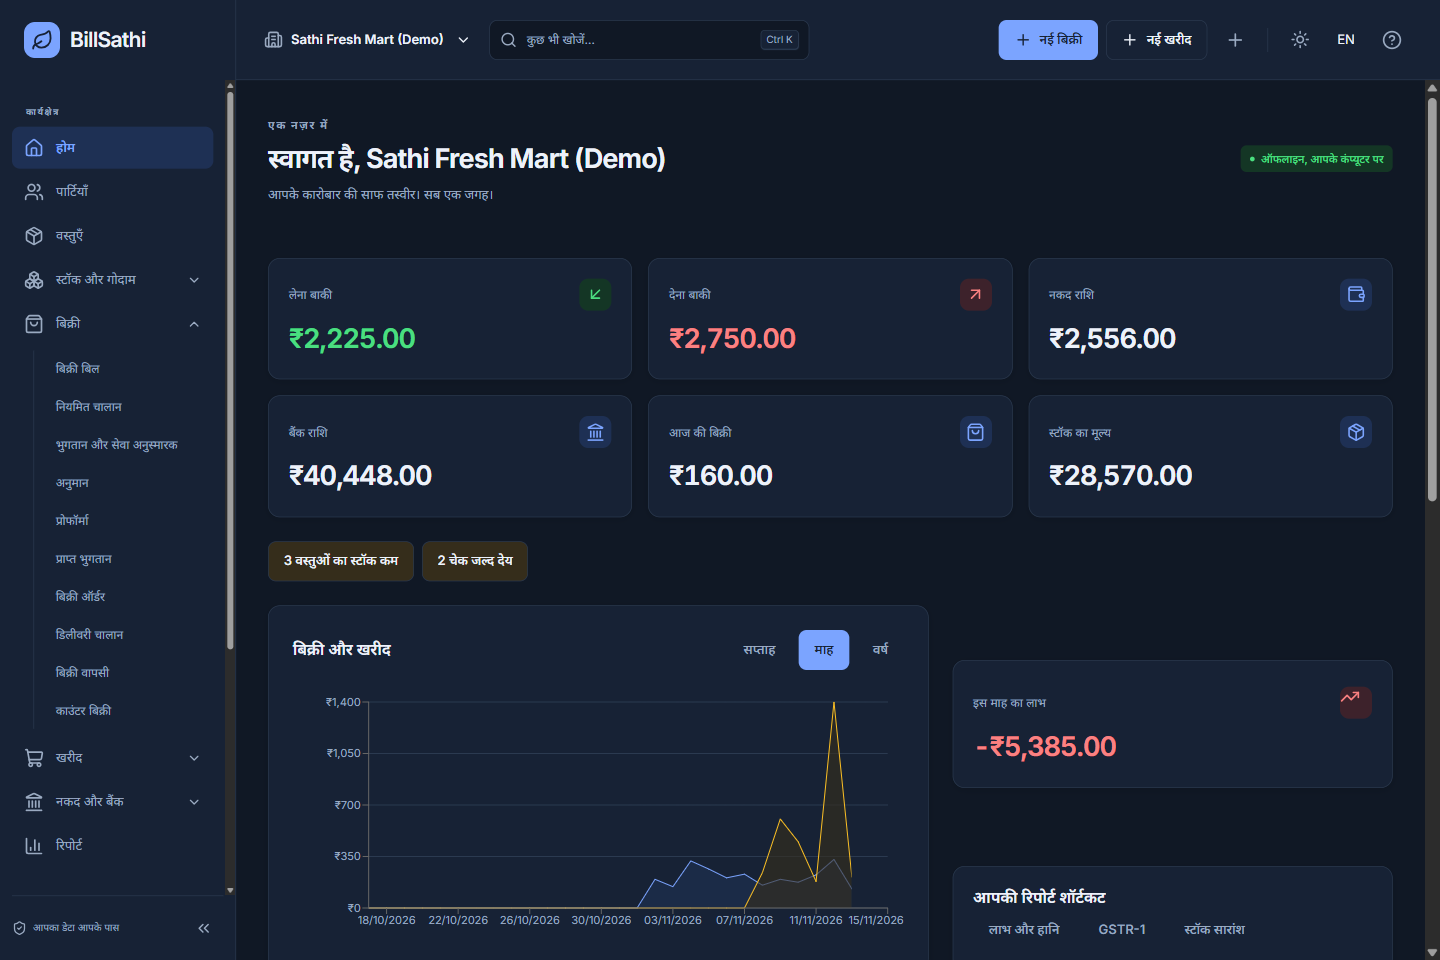 BillSathi
Sathi Fresh Mart (Demo)
कुछ भी खोजें...
Ctrl K
नई बिक्री
नई खरीद
EN
कार्यक्षेत्र
होम
पार्टियाँ
वस्तुएँ
स्टॉक और गोदाम
बिक्री
बिक्री बिल
नियमित चालान
भुगतान और सेवा अनुस्मारक
अनुमान
प्रोफॉर्मा
प्राप्त भुगतान
बिक्री ऑर्डर
डिलीवरी चालान
बिक्री वापसी
काउंटर बिक्री
खरीद
नकद और बैंक
रिपोर्ट
आपका डेटा आपके पास
एक नज़र में
स्वागत है, Sathi Fresh Mart (Demo)
आपके कारोबार की साफ तस्वीर। सब एक जगह।
ऑफलाइन, आपके कंप्यूटर पर
लेना बाकी
₹2,225.00
देना बाकी
₹2,750.00
नकद राशि
₹2,556.00
बैंक राशि
₹40,448.00
आज की बिक्री
₹160.00
स्टॉक का मूल्य
₹28,570.00
3 वस्तुओं का स्टॉक कम
2 चेक जल्द देय
बिक्री और खरीद
सप्ताह
माह
वर्ष
₹1,400
₹1,050
₹700
₹350
₹0
18/10/2026
22/10/2026
26/10/2026
30/10/2026
03/11/2026
07/11/2026
11/11/2026
15/11/2026
इस माह का लाभ
-₹5,385.00
आपकी रिपोर्ट शॉर्टकट
लाभ और हानि
GSTR-1
स्टॉक सारांश